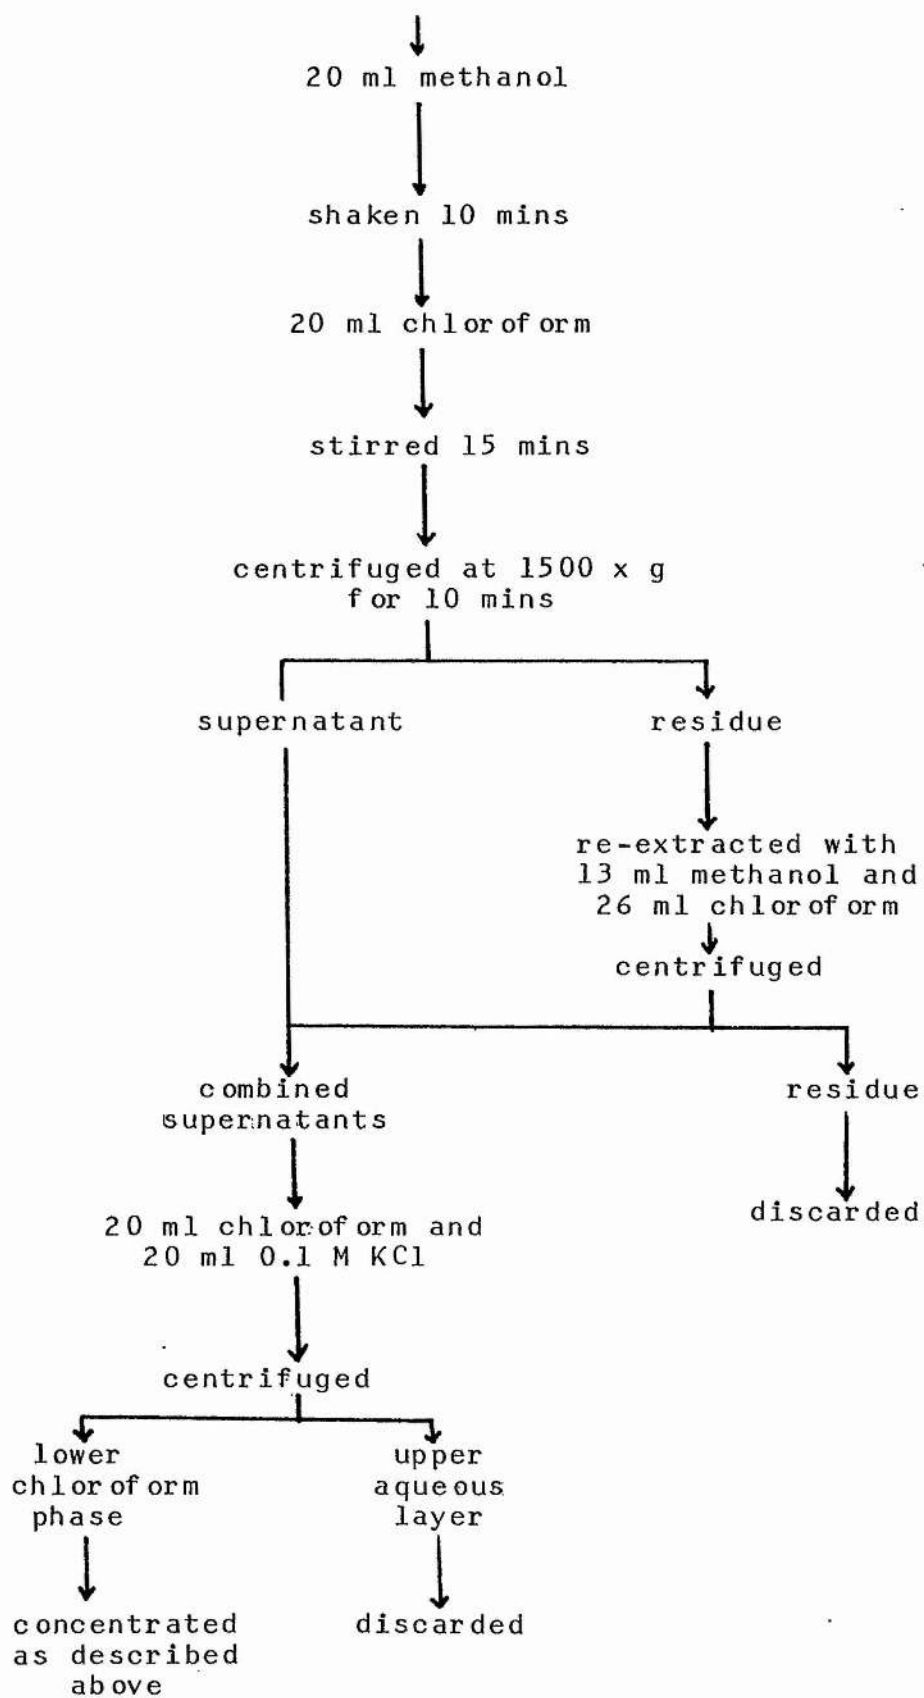 20 ml methanol
shaken 10 mins
20 ml chloroform
stirred 15 mins
centrifuged at 1500 x g
for 10 mins
supernatant
residue
re-extracted with
13 ml methanol and
26 ml chloroform
centrifuged
combined
supernatants
residue
discarded
20 ml chloroform and
20 ml 0.1 M KCl
centrifuged
lower
chloroform
phase
upper
aqueous
layer
concentrated
as described
above
discarded